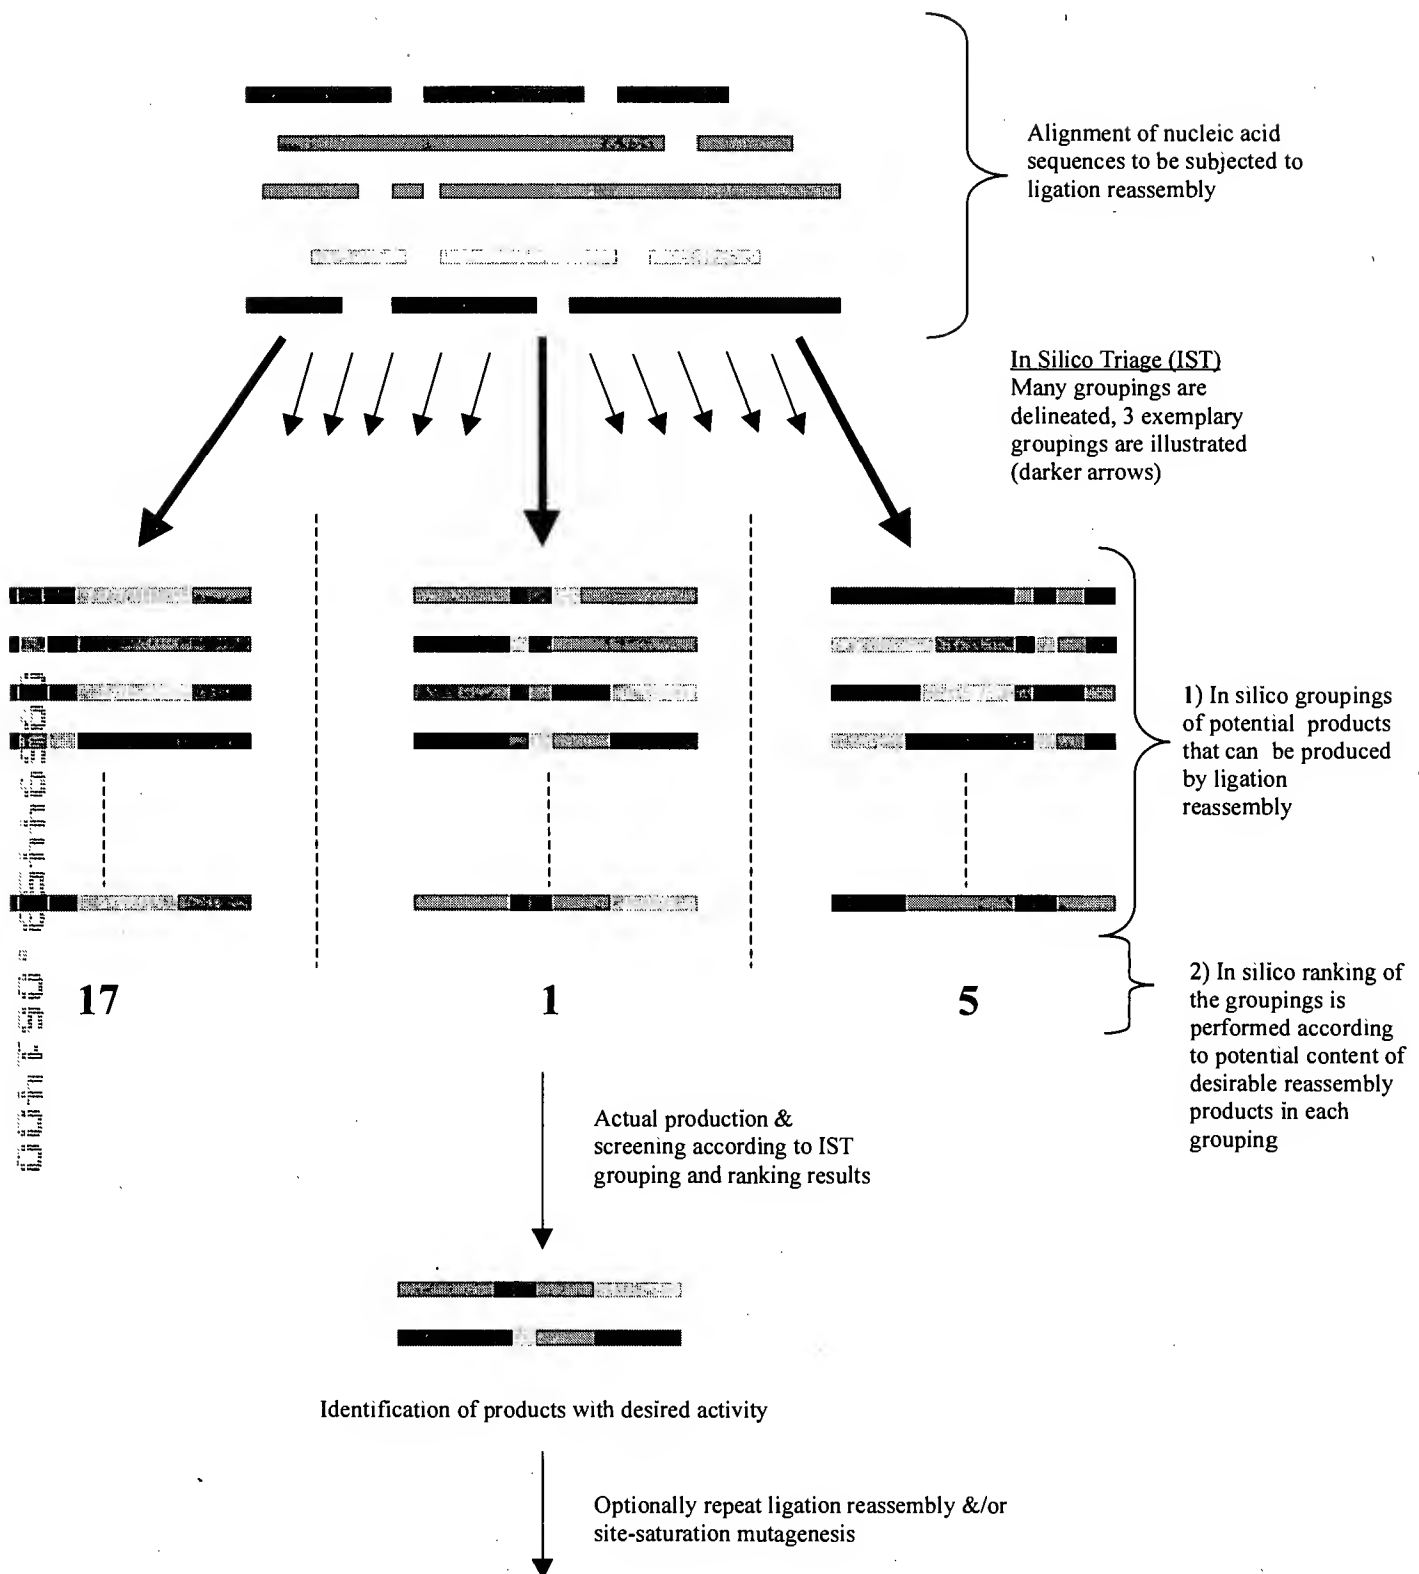 Alignment of nucleic acid
sequences to be subjected to
ligation reassembly
In Silico Triage (IST)
Many groupings are
delineated, 3 exemplary
groupings are illustrated
(darker arrows)
1) In silico groupings
of potential products
that can be produced
by ligation
reassembly
17
1
5
2) In silico ranking of
the groupings is
performed according
to potential content of
desirable reassembly
products in each
grouping
Actual production &
screening according to IST
grouping and ranking results
Identification of products with desired activity
Optionally repeat ligation reassembly &/or
site-saturation mutagenesis